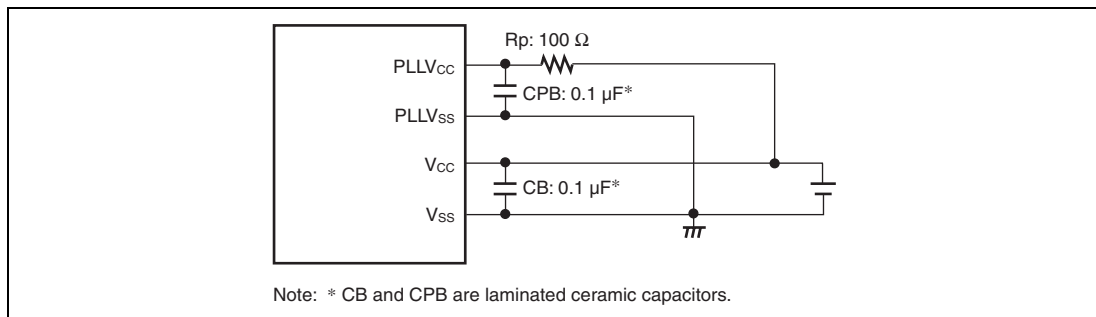 Rp: 100 Ω
PLLVCC
CPB: 0.1 µF*
PLLVSS
VCC
CB: 0.1 µF*
VSS
Note: * CB and CPB are laminated ceramic capacitors.